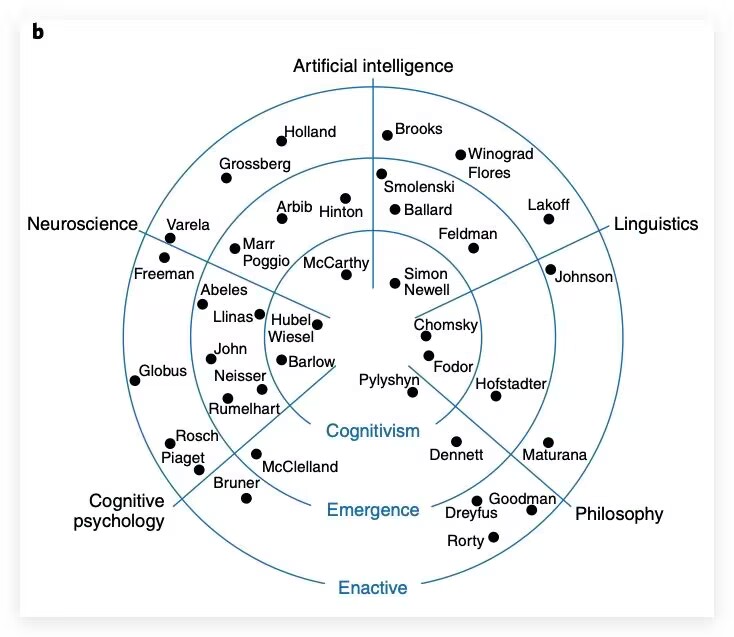 b
Artificial intelligence
Holland
Brooks
Winograd
Flores
Grossberg
Smolenski
Arbib
Hinton
Ballard
Lakoff
Neuroscience
Varela
Feldman
Linguistics
Marr
Poggio
Freeman
McCarthy
Simon
Newell
Johnson
Abeles
Llinas
Hubel
Wiesel
Chomsky
John
Barlow
Fodor
Globus
Neisser
Pylyshyn
Hofstadter
Rumelhart
Cognitivism
Rosch
Piaget
McClelland
Dennett
Maturana
Bruner
Cognitive
psychology
Emergence
Dreyfus
Goodman
Philosophy
Rorty
Enactive